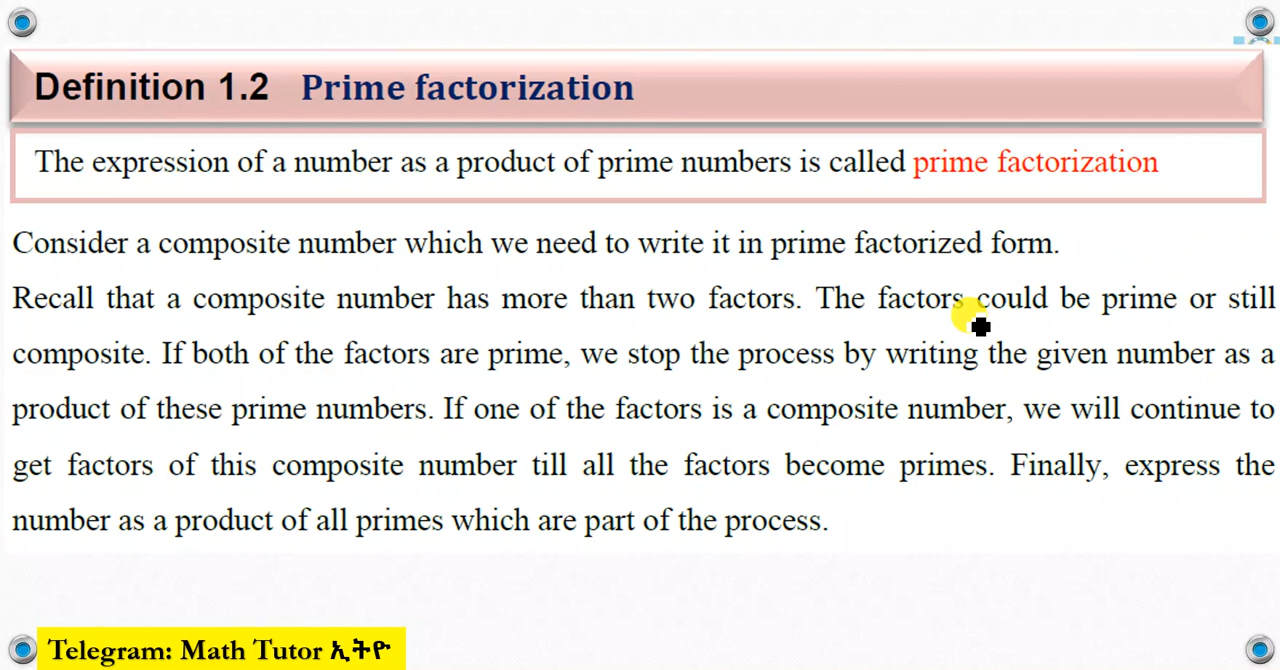 Definition 1.2 Prime factorization
The expression of a number as a product of prime numbers is called prime factorization
Consider a composite number which we need to write it in prime factorized form.
Recall that a composite number has more than two factors. The factors could be prime or still
composite. If both of the factors are prime, we stop the process by writing the given number as a
product of these prime numbers. If one of the factors is a composite number, we will continue to
get factors of this composite number till all the factors become primes. Finally, express the
number as a product of all primes which are part of the process.
Telegram: Math Tutor ኢትዮ